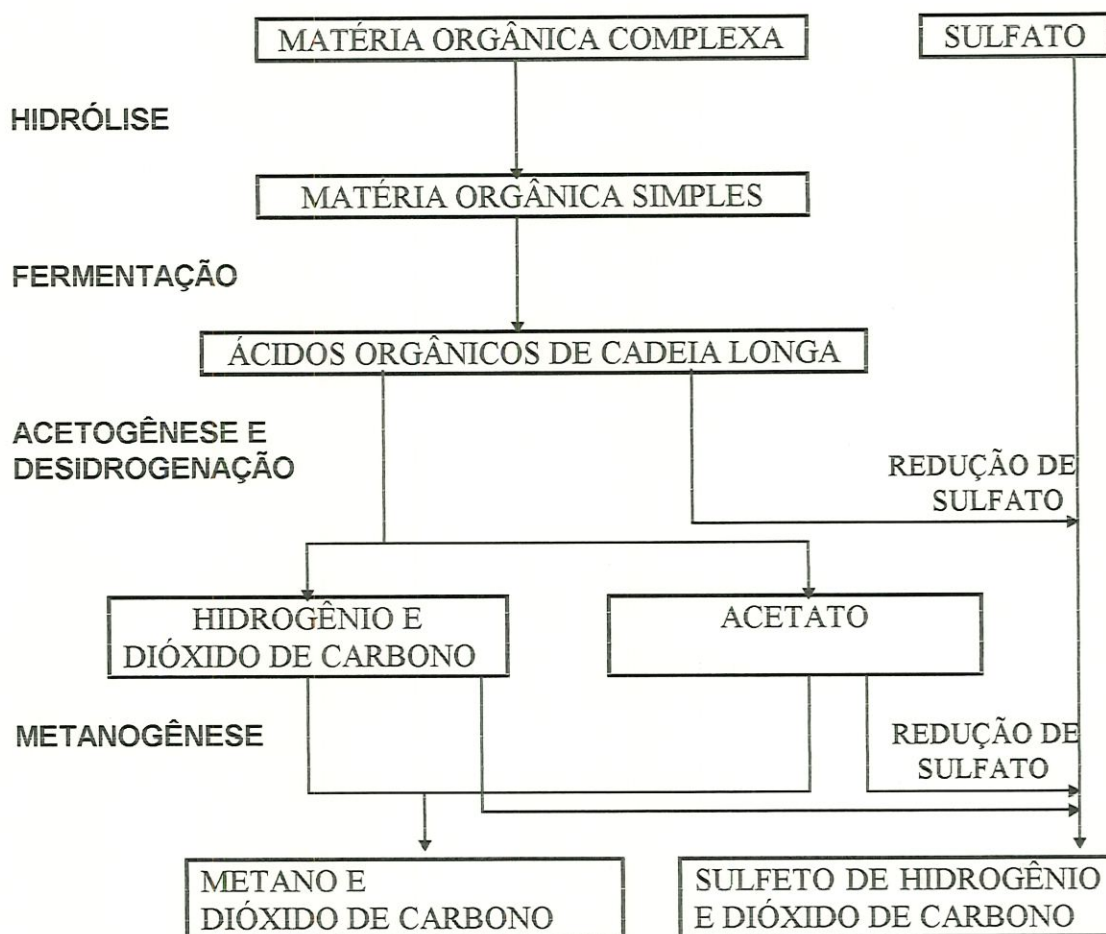 MATÉRIA ORGÂNICA COMPLEXA
SULFATO
HIDRÓLISE
MATÉRIA ORGÂNICA SIMPLES
FERMENTAÇÃO
ÁCIDOS ORGÂNICOS DE CADEIA LONGA
ACETOGÊNESE E
DESIDROGENAÇÃO
REDUÇÃO DE
SULFATO
HIDROGÊNIO E
DIÓXIDO DE CARBONO
ACETATO
METANOGÊNESE
REDUÇÃO DE
SULFATO
METANO E
DIÓXIDO DE CARBONO
SULFETO DE HIDROGÊNIO
E DIÓXIDO DE CARBONO